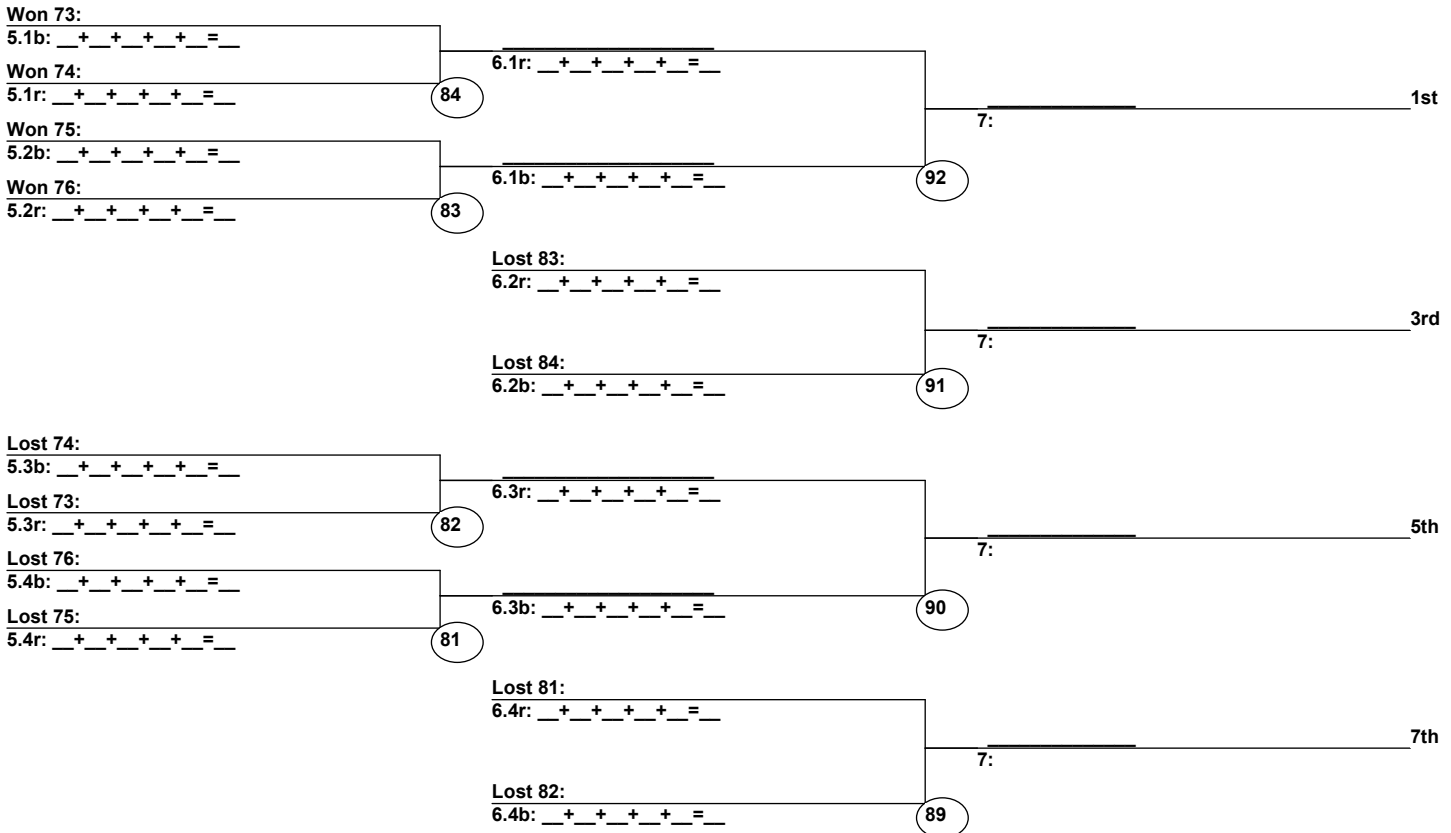 Won 73:
5.1b: __+__+__+__+__=__
6.1r: __+__+__+__+__=__
Won 74:
5.1r: __+__+__+__+__=__
84
1st
7:
Won 75:
5.2b: __+__+__+__+__=__
6.1b: __+__+__+__+__=__
92
Won 76:
5.2r: __+__+__+__+__=__
83
Lost 83:
6.2r: __+__+__+__+__=__
3rd
7:
Lost 84:
6.2b: __+__+__+__+__=__
91
Lost 74:
5.3b: __+__+__+__+__=__
6.3r: __+__+__+__+__=__
Lost 73:
5.3r: __+__+__+__+__=__
82
5th
7:
Lost 76:
5.4b: __+__+__+__+__=__
6.3b: __+__+__+__+__=__
90
Lost 75:
5.4r: __+__+__+__+__=__
81
Lost 81:
6.4r: __+__+__+__+__=__
7th
7:
Lost 82:
6.4b: __+__+__+__+__=__
89